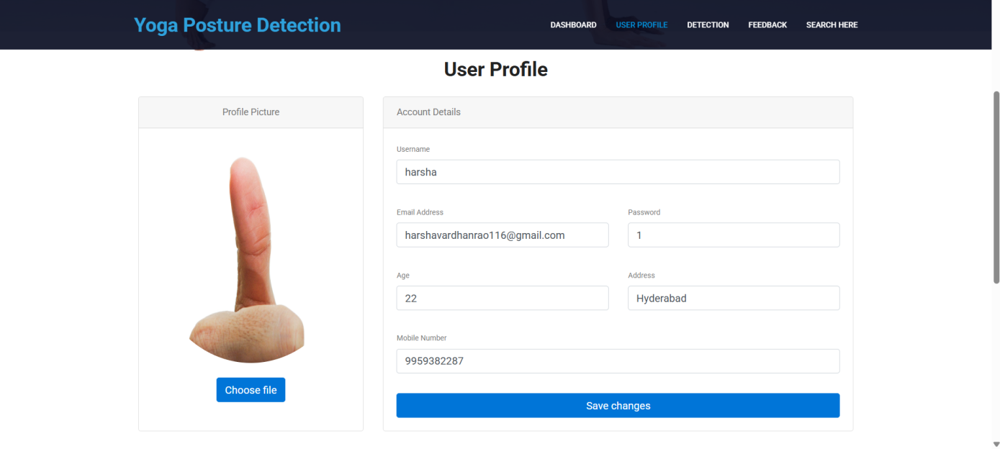 Yoga Posture Detection
DASHBOARD USER PROFILE DETECTION FEEDBACK SEARCH HERE
User Profile
Profile Picture
Choose file
Account Details
Username
harsha
Email Address Password
harshavardhanrao116@gmail.com 1
Age Address
22 Hyderabad
Mobile Number
9959382287
Save changes